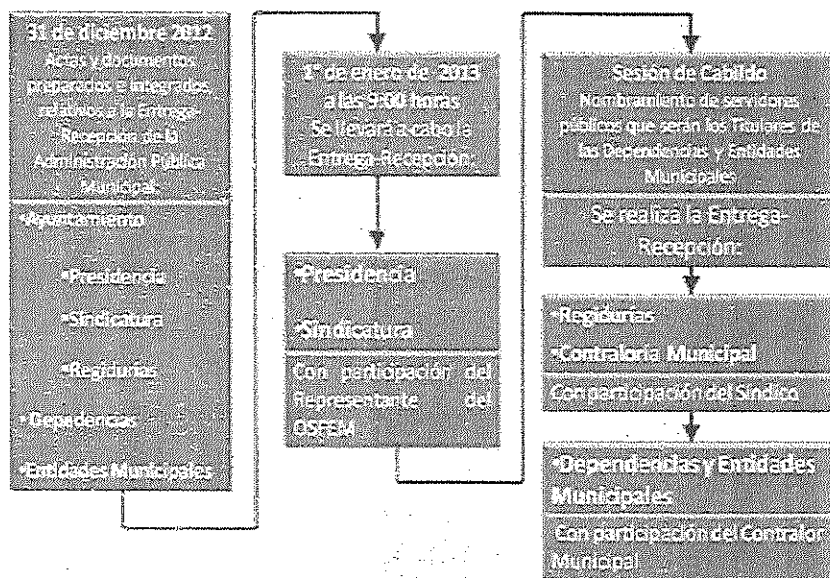 31 de diciembre 2012
Actas y documentos
preparados e integrados
relativos a la Entrega-
Recepción de la
Administración Pública
Municipal:
•Ayuntamiento
•Presidencia
•Sindicatura
•Regidurías
•Dependencias
•Entidades Municipales
1° de enero de 2013
a las 9:00 horas
Se llevará a cabo la
Entrega-Recepción:
•Presidencia
•Sindicatura
Con participación del
Representante del
OSFEM
Sesión de Cabildo
Nombramiento de servidores
públicos que serán los Titulares de
las Dependencias y Entidades
Municipales
Se realiza la Entrega-
Recepción:
•Regidurías
•Contraloría Municipal
Con participación del Síndico
•Dependencias y Entidades
Municipales
Con participación del Contralor
Municipal